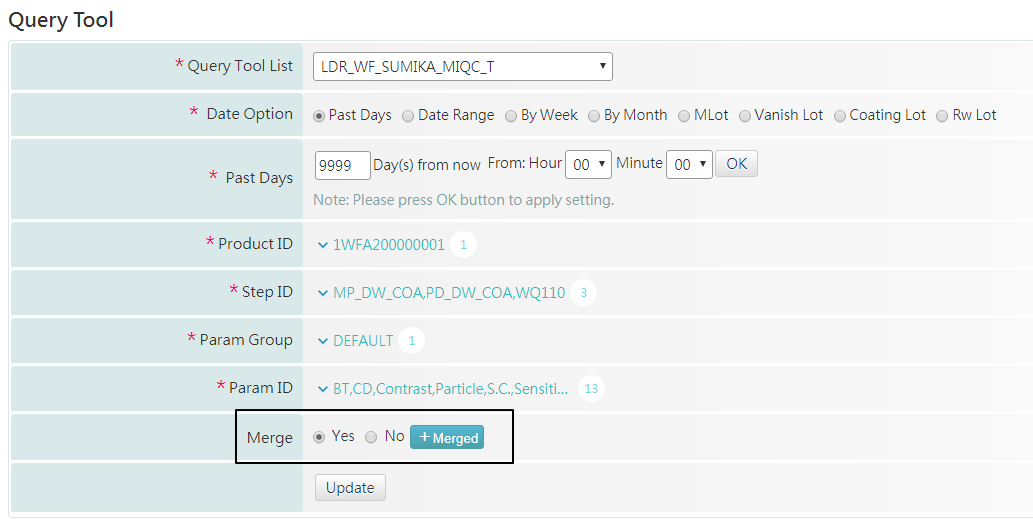 Query Tool
* Query Tool List LDR_WF_SUMIKA_MIQC_T
* Date Option Past Days Date Range By Week By Month MLot Vanish Lot Coating Lot Rw Lot
* Past Days 9999 Day(s) from now From: Hour 00 Minute 00 OK
Note: Please press OK button to apply setting.
* Product ID 1WFA200000001 1
* Step ID MP_DW_COA,PD_DW_COA,WQ110 3
* Param Group DEFAULT 1
* Param ID BT,CD,Contrast,Particle,S.C.,Sensiti... 13
Merge Yes No +Merged
Update